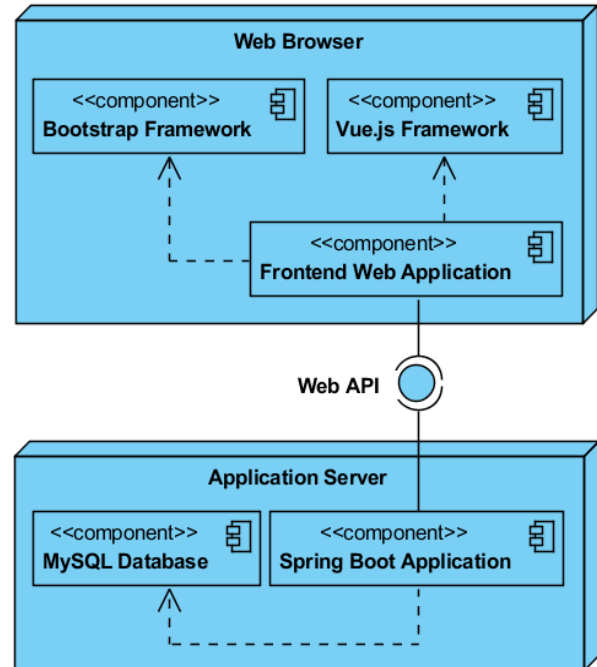 Web Browser
<<component>>
Bootstrap Framework
<<component>>
Vue.js Framework
<<component>>
Frontend Web Application
Web API
Application Server
<<component>>
MySQL Database
<<component>>
Spring Boot Application